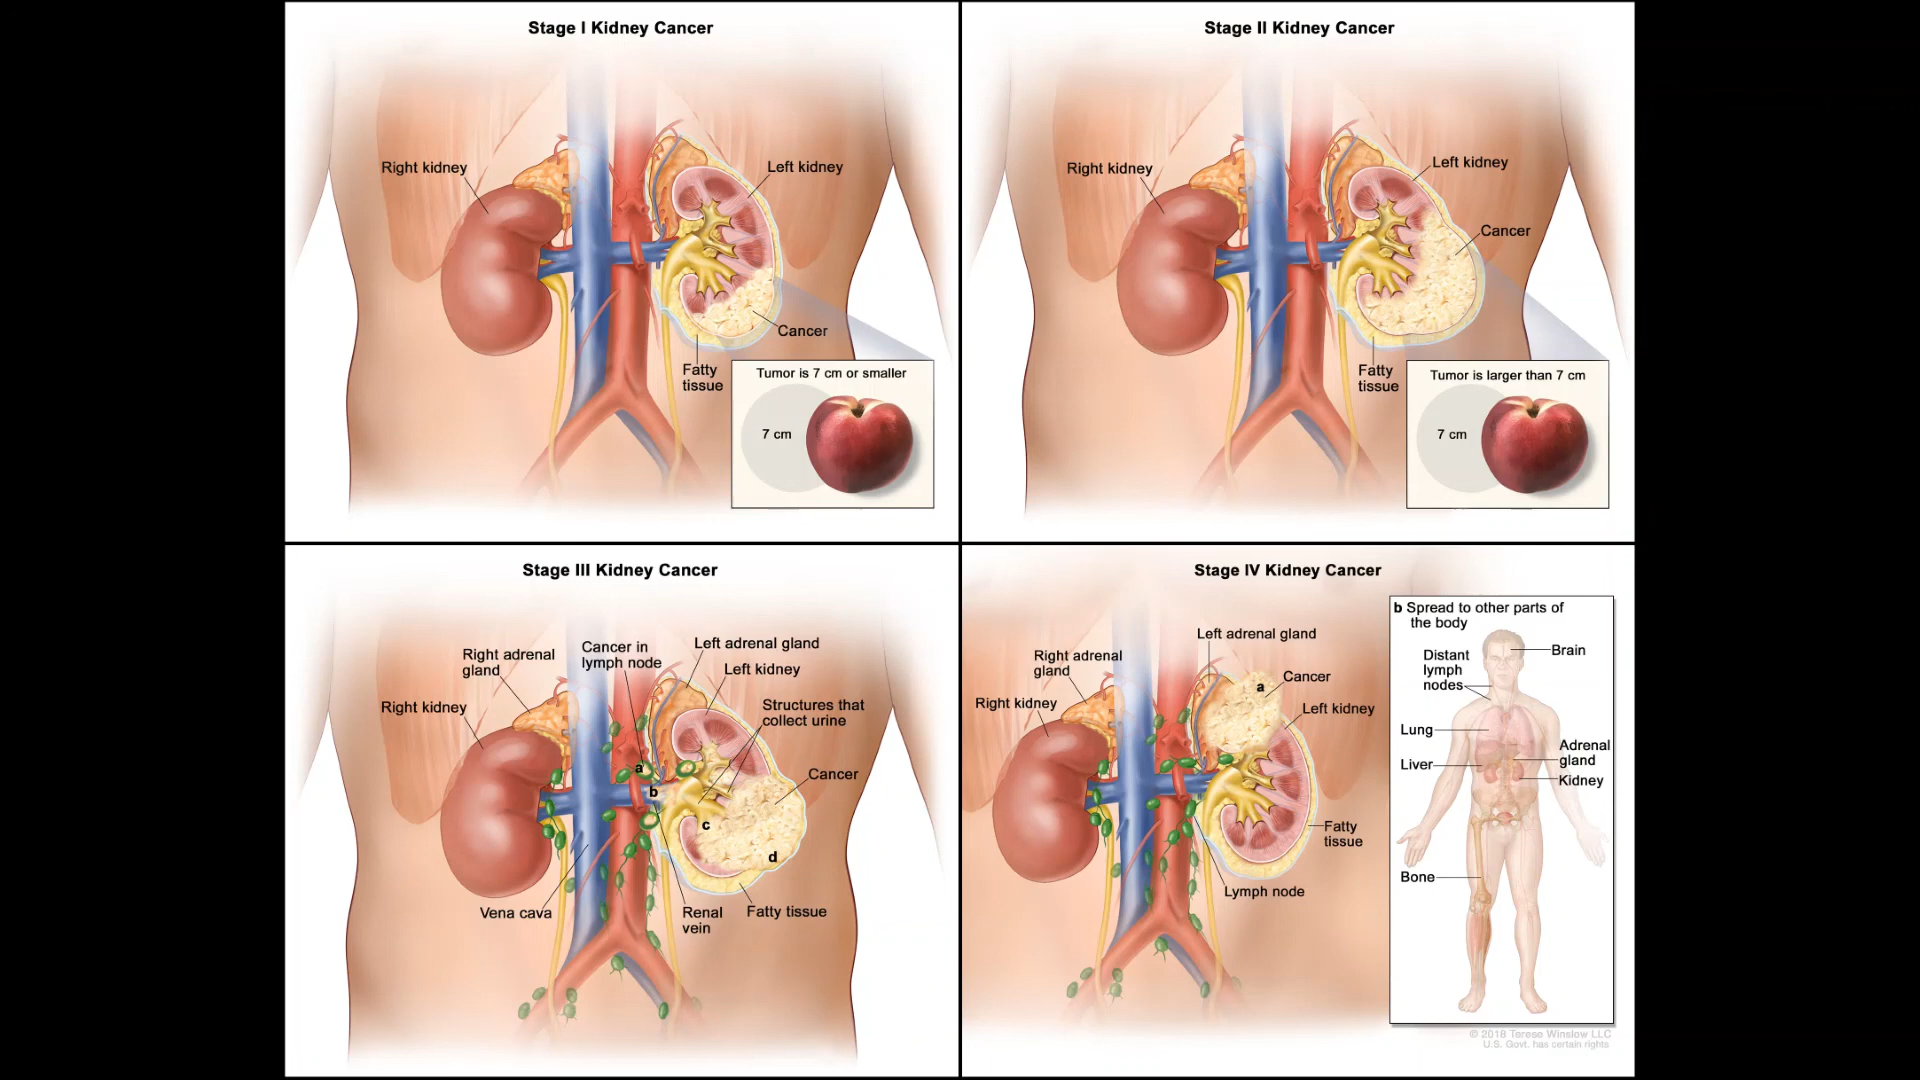 Stage I Kidney Cancer
Right kidney
Left kidney
Cancer
Fatty
tissue
Tumor is 7 cm or smaller
7 cm
Stage II Kidney Cancer
Right kidney
Left kidney
Cancer
Fatty
tissue
Tumor is larger than 7 cm
7 cm
Stage III Kidney Cancer
Right adrenal
gland
Cancer in
lymph node
Left adrenal gland
Left kidney
Right kidney
Structures that
collect urine
a
b
c
d
Cancer
Vena cava
Renal
vein
Fatty tissue
Stage IV Kidney Cancer
Left adrenal gland
Right adrenal
gland
a
Cancer
Right kidney
Left kidney
Fatty
tissue
Lymph node
b Spread to other parts of
the body
Brain
Distant
lymph
nodes
Lung
Adrenal
gland
Liver
Kidney
Bone
© 2018 Terese Winslow LLC
U.S. Govt. has certain rights